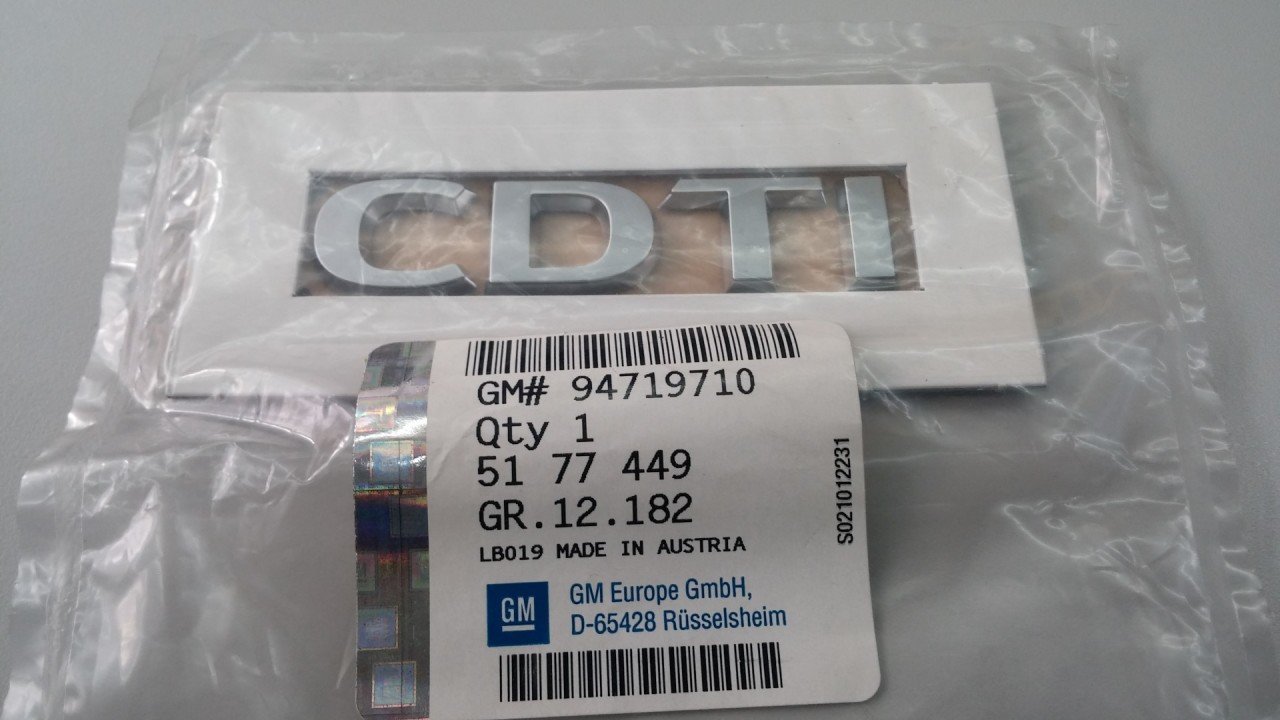 CDTI
GM# 94719710
Qty 1
51 77 449
GR.12.182
LB019 MADE IN AUSTRIA
GM
GM Europe GmbH,
D-65428 Rüsselsheim
S021012231